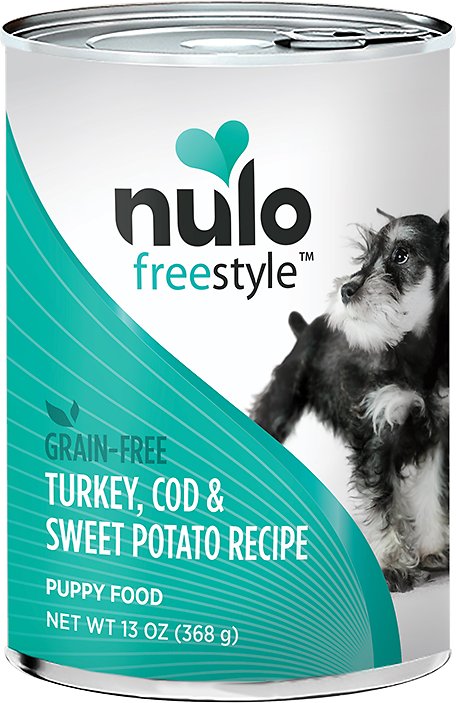 nulo
freestyle™
GRAIN-FREE
TURKEY, COD &
SWEET POTATO RECIPE
PUPPY FOOD
NET WT 13 OZ (368 g)